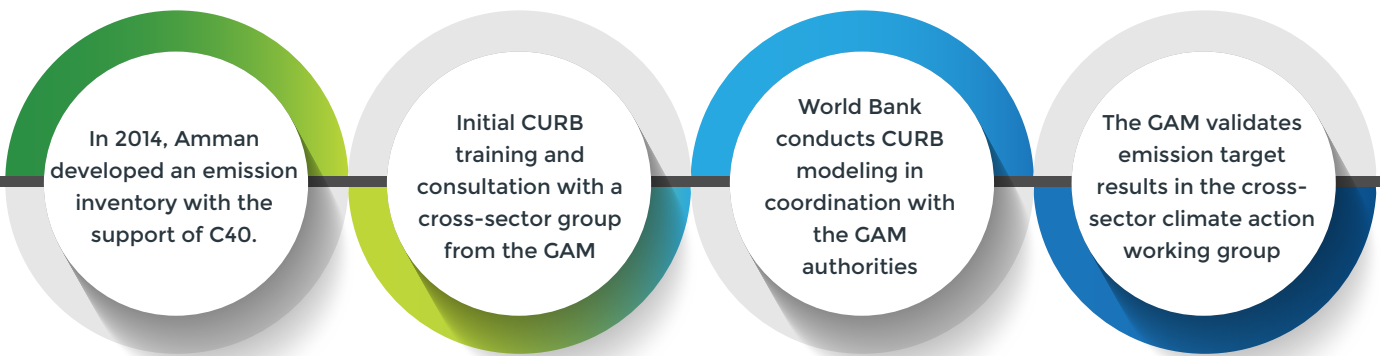 In 2014, Amman
developed an emission
inventory with the
support of C40.
Initial CURB
training and
consultation with a
cross-sector group
from the GAM
World Bank
conducts CURB
modeling in
coordination with
the GAM
authorities
The GAM validates
emission target
results in the cross-
sector climate action
working group